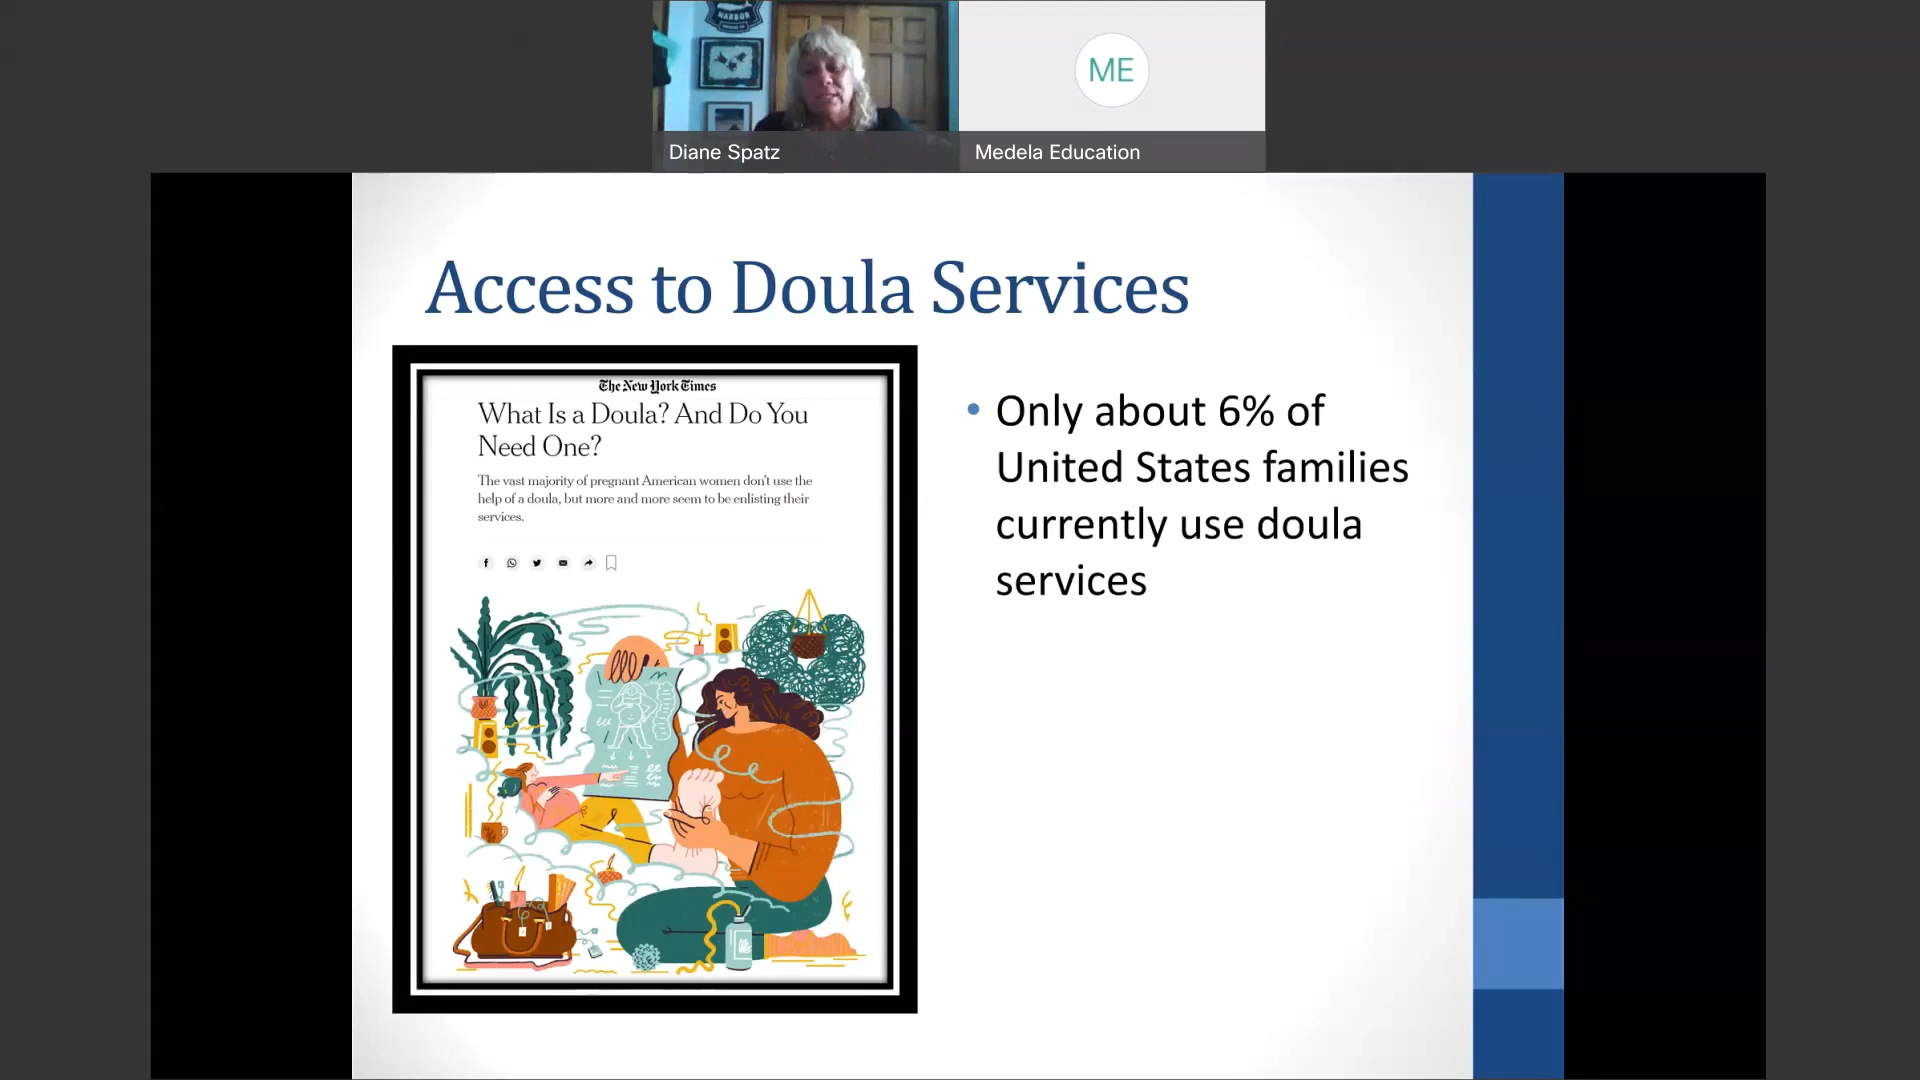 HARBOR
ME
Diane Spatz
Medela Education
Access to Doula Services
The New York Times
What Is a Doula? And Do You
Need One?
The vast majority of pregnant American women don't use the
help of a doula, but more and more seem to be enlisting their
services.
• Only about 6% of
United States families
currently use doula
services